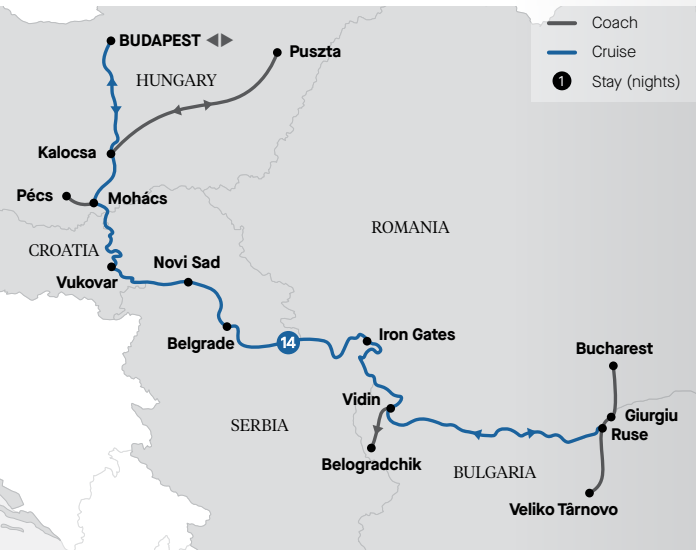 Coach
Cruise
1 Stay (nights)
BUDAPEST
Puszta
HUNGARY
Kalocsa
Pécs
Mohács
ROMANIA
CROATIA
Novi Sad
Vukovar
Iron Gates
Belgrade
14
Bucharest
Vidin
Giurgiu
Ruse
SERBIA
Belogradchik
BULGARIA
Veliko Târnovo